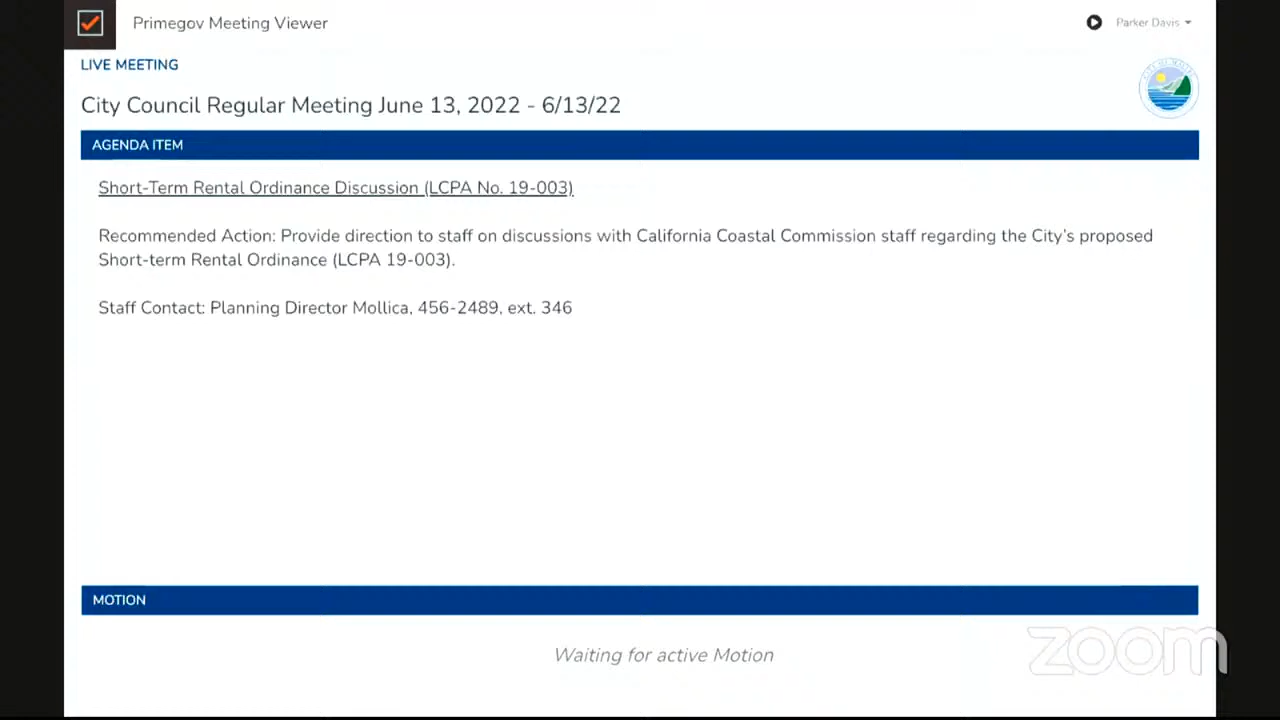 Primegov Meeting Viewer
Parker Davis
LIVE MEETING
City Council Regular Meeting June 13, 2022 - 6/13/22
AGENDA ITEM
Short-Term Rental Ordinance Discussion (LCPA No. 19-003)
Recommended Action: Provide direction to staff on discussions with California Coastal Commission staff regarding the City's proposed
Short-term Rental Ordinance (LCPA 19-003).
Staff Contact: Planning Director Mollica, 456-2489, ext. 346
MOTION
Waiting for active Motion
zoom